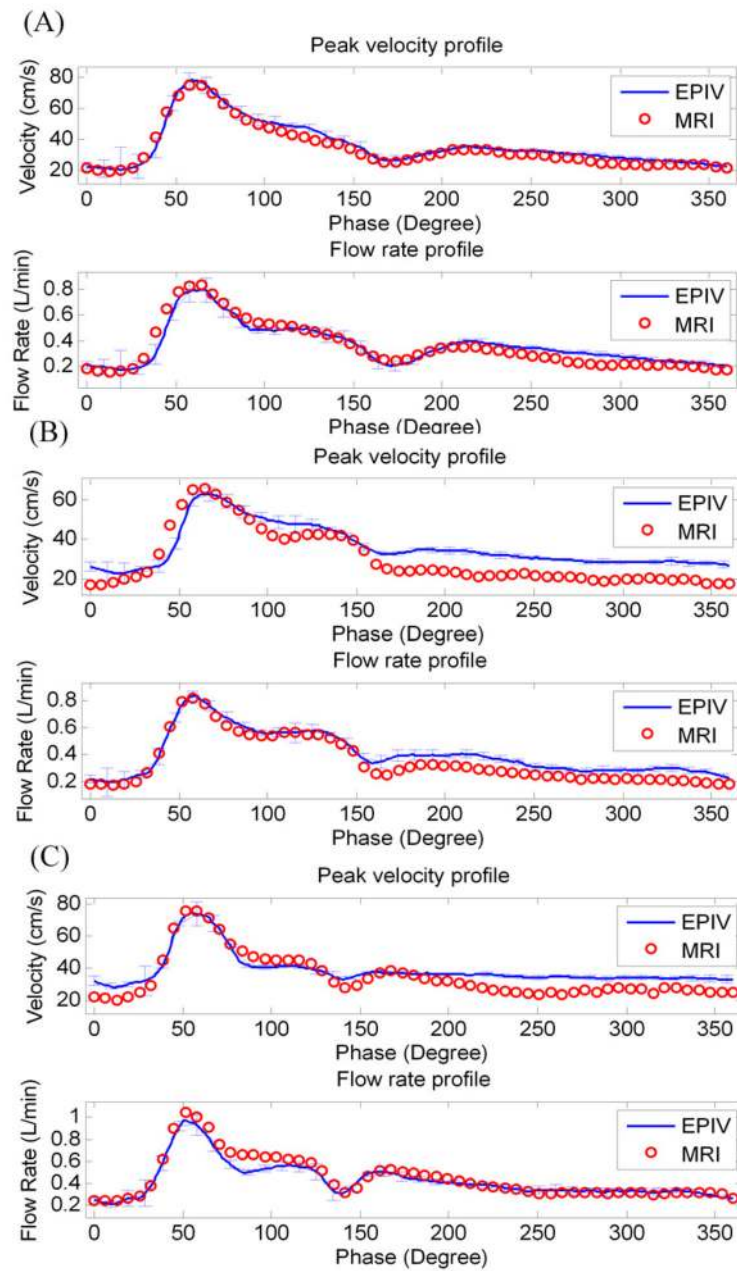 (A)
Peak velocity profile
Velocity (cm/s)
80
60
40
20
EPIV
MRI
0 50 100 150 200 250 300 350
Phase (Degree)
Flow rate profile
Flow Rate (L/min)
0.8
0.6
0.4
0.2
EPIV
MRI
0 50 100 150 200 250 300 350
Phase (Degree)
(B)
Peak velocity profile
Velocity (cm/s)
60
40
20
EPIV
MRI
0 50 100 150 200 250 300 350
Phase (Degree)
Flow rate profile
Flow Rate (L/min)
0.8
0.6
0.4
0.2
EPIV
MRI
0 50 100 150 200 250 300 350
Phase (Degree)
(C)
Peak velocity profile
Velocity (cm/s)
80
60
40
20
EPIV
MRI
0 50 100 150 200 250 300 350
Phase (Degree)
Flow rate profile
Flow Rate (L/min)
1
0.8
0.6
0.4
0.2
EPIV
MRI
0 50 100 150 200 250 300 350
Phase (Degree)